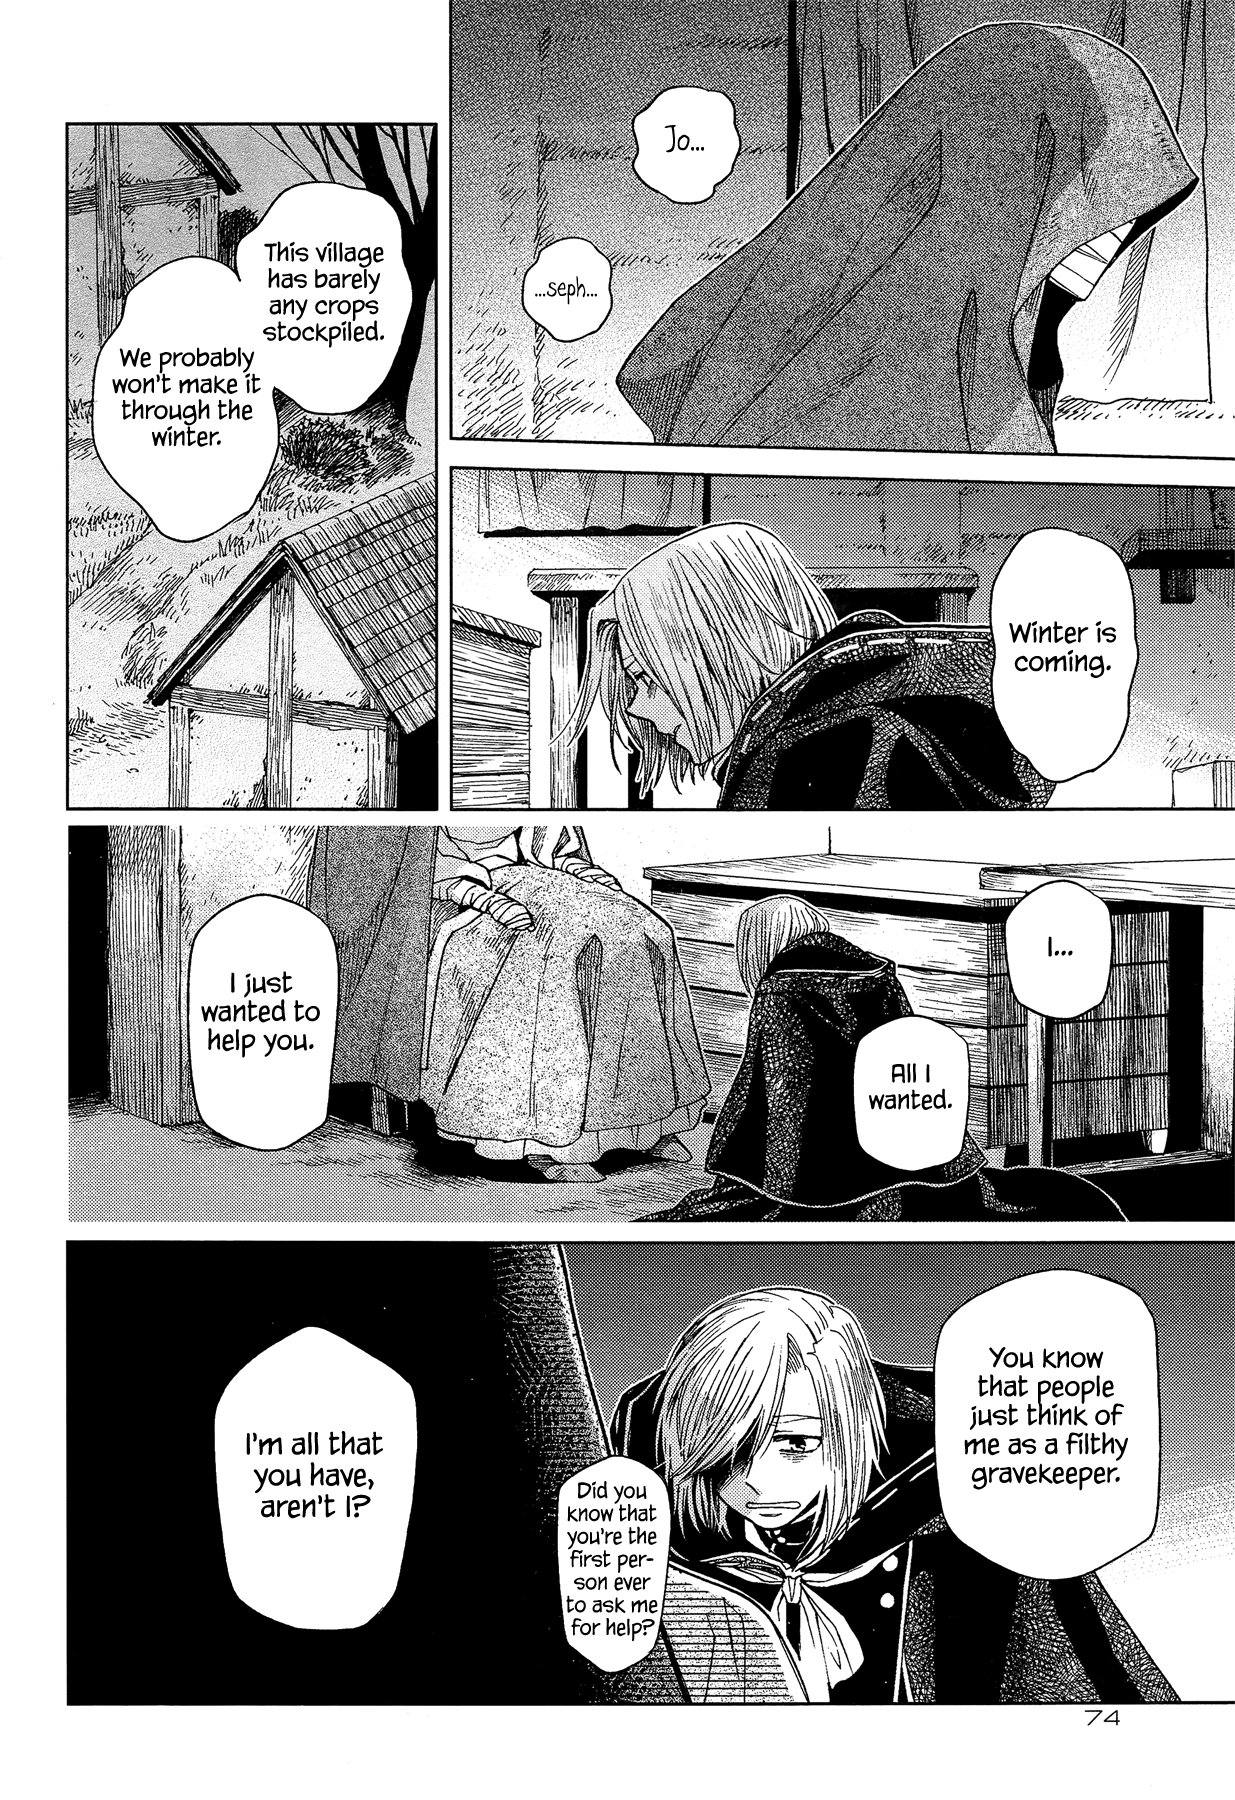 Jo...
...seph...
Winter is
coming.
This village
has barely
any crops
stockpiled.
We probably
won't make it
through the
winter.
I...
All I
wanted.
I just
wanted to
help you.
You know
that people
just think of
me as a filthy
gravekeeper.
Did you
know that
you're the
first per-
son ever
to ask me
for help?
I'm all that
you have,
aren't I?
74